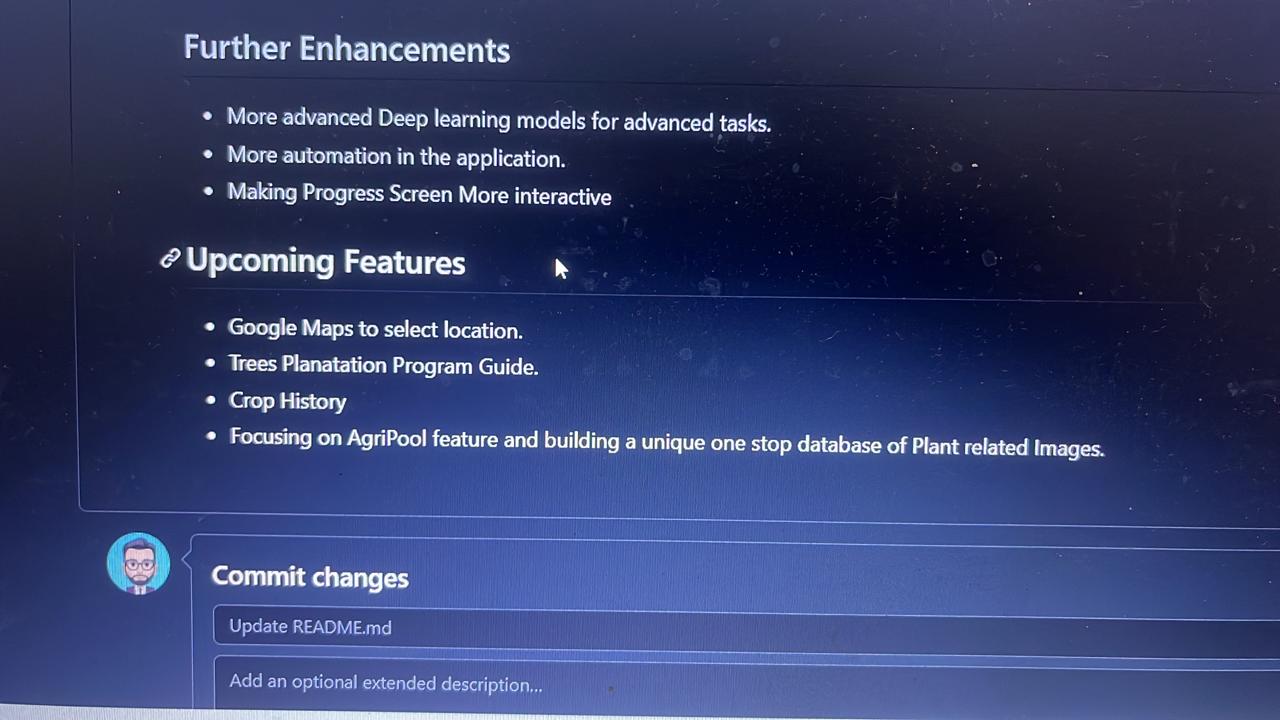 Further Enhancements
More advanced Deep learning models for advanced tasks.
More automation in the application.
Making Progress Screen More interactive
Upcoming Features
Google Maps to select location.
Trees Planatation Program Guide.
Crop History
Focusing on AgriPool feature and building a unique one stop database of Plant related Images.
Commit changes
Update README.md
Add an optional extended description...